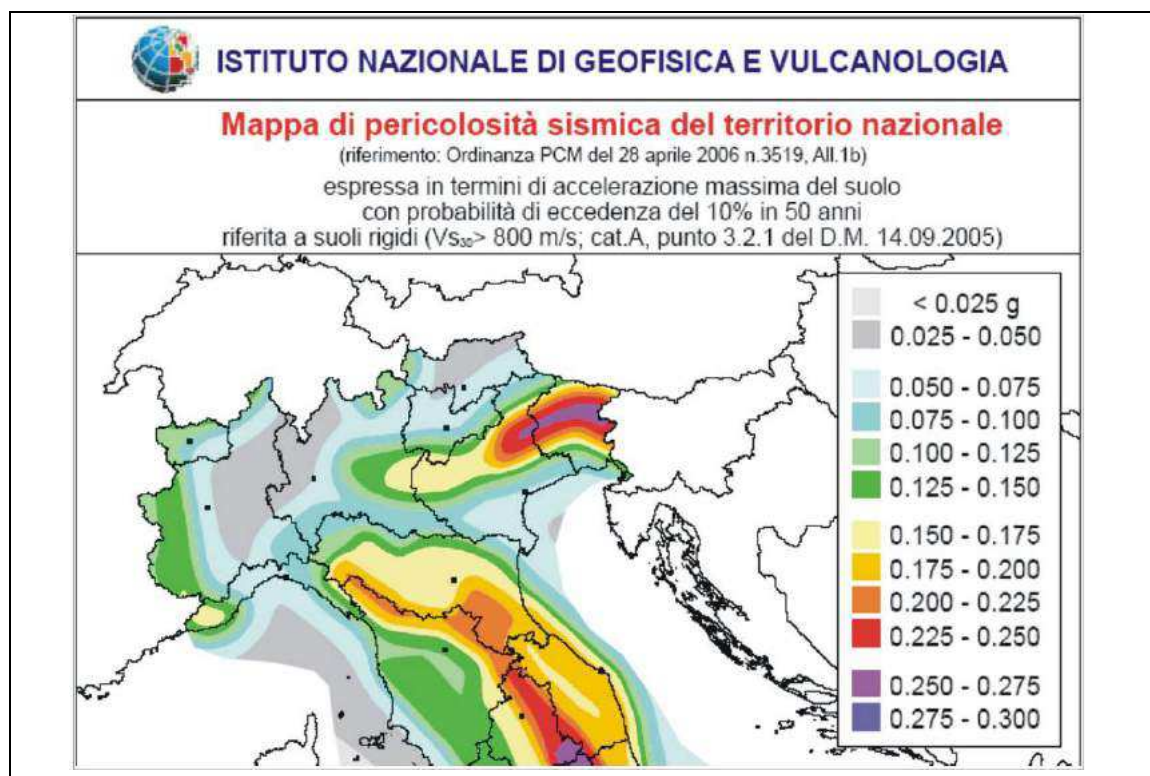 ISTITUTO NAZIONALE DI GEOFISICA E VULCANOLOGIA
Mappa di pericolosità sismica del territorio nazionale
(riferimento: Ordinanza PCM del 28 aprile 2006 n.3519, All.1b)
espressa in termini di accelerazione massima del suolo
con probabilità di eccedenza del 10% in 50 anni
riferita a suoli rigidi (Vs₃₀> 800 m/s; cat.A, punto 3.2.1 del D.M. 14.09.2005)
< 0.025 g
0.025 - 0.050
0.050 - 0.075
0.075 - 0.100
0.100 - 0.125
0.125 - 0.150
0.150 - 0.175
0.175 - 0.200
0.200 - 0.225
0.225 - 0.250
0.250 - 0.275
0.275 - 0.300